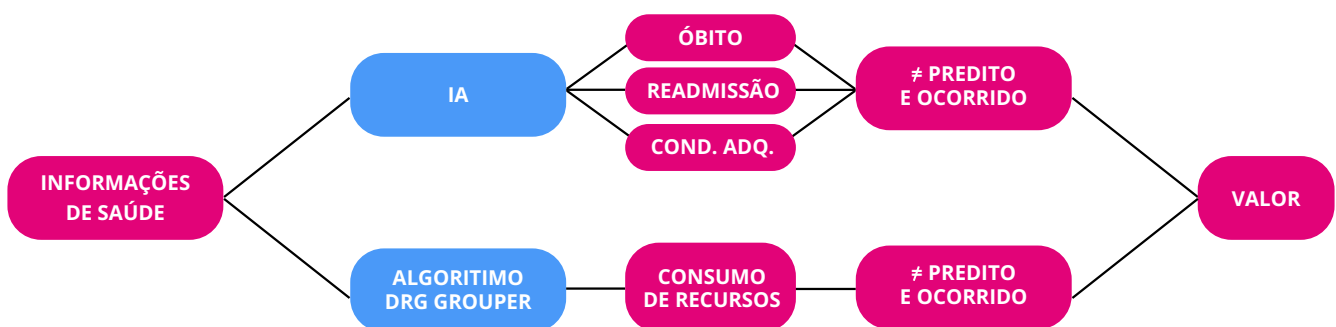 INFORMAÇÕES
DE SAÚDE
IA
ÓBITO
READMISSÃO
COND. ADQ.
≠ PREDITO
E OCORRIDO
ALGORITIMO
DRG GROUPER
CONSUMO
DE RECURSOS
≠ PREDITO
E OCORRIDO
VALOR